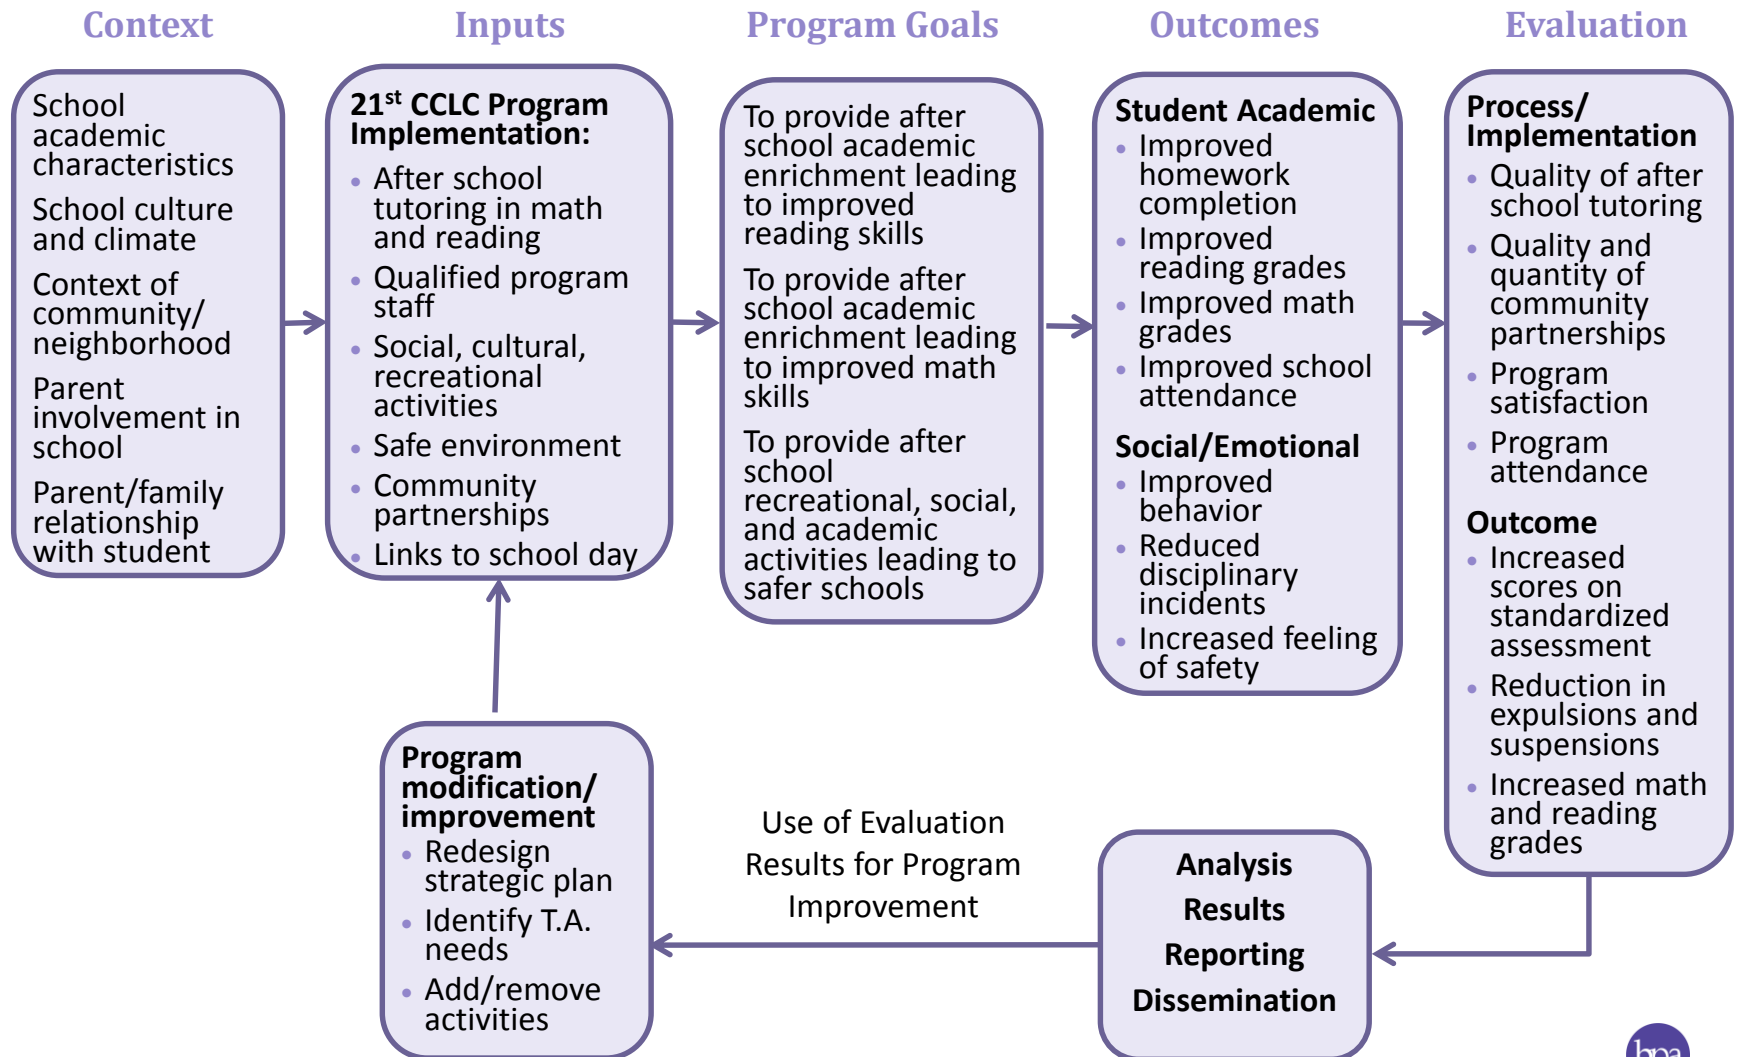 Context
Inputs
Program Goals
Outcomes
Evaluation
School
academic
characteristics
School culture
and climate
Context of
community/
neighborhood
Parent
involvement in
school
Parent/family
relationship
with student
21st CCLC Program
Implementation:
• After school
tutoring in math
and reading
• Qualified program
staff
• Social, cultural,
recreational
activities
• Safe environment
• Community
partnerships
• Links to school day
To provide after
school academic
enrichment leading
to improved
reading skills
To provide after
school academic
enrichment leading
to improved math
skills
To provide after
school
recreational, social,
and academic
activities leading to
safer schools
Student Academic
• Improved
homework
completion
• Improved
reading grades
• Improved math
grades
• Improved school
attendance
Social/Emotional
• Improved
behavior
• Reduced
disciplinary
incidents
• Increased feeling
of safety
Process/
Implementation
• Quality of after
school tutoring
• Quality and
quantity of
community
partnerships
• Program
satisfaction
• Program
attendance
Outcome
• Increased
scores on
standardized
assessment
• Reduction in
expulsions and
suspensions
• Increased math
and reading
grades
Program
modification/
improvement
• Redesign
strategic plan
• Identify T.A.
needs
• Add/remove
activities
Use of Evaluation
Results for Program
Improvement
Analysis
Results
Reporting
Dissemination